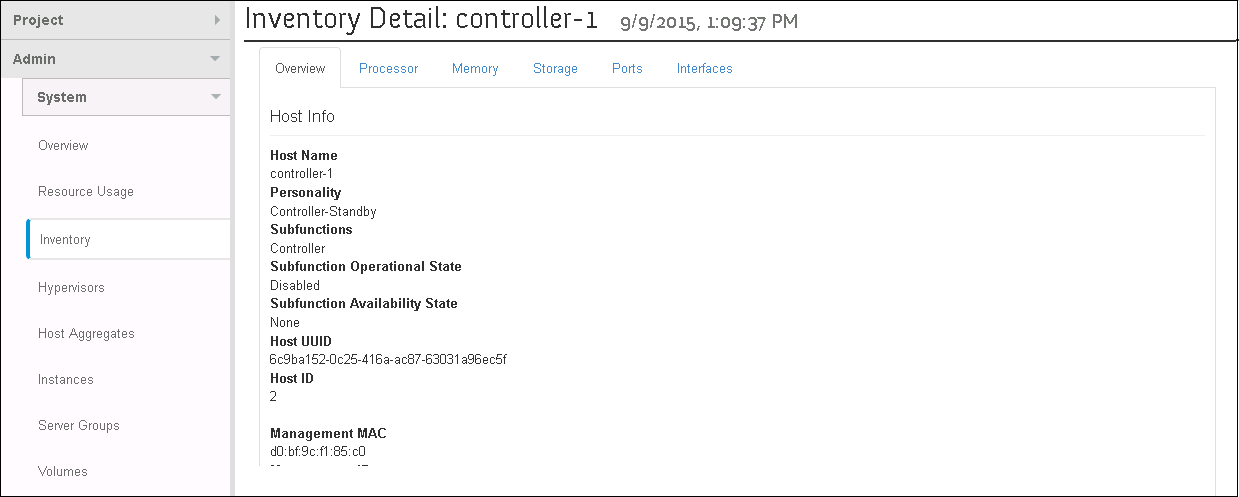 Project
Admin
System
Overview
Resource Usage
Inventory
Hypervisors
Host Aggregates
Instances
Server Groups
Volumes
Inventory Detail: controller-1 9/9/2015, 1:09:37 PM
Overview Processor Memory Storage Ports Interfaces
Host Info
Host Name
controller-1
Personality
Controller-Standby
Subfunctions
Controller
Subfunction Operational State
Disabled
Subfunction Availability State
None
Host UUID
6c9ba152-0c25-416a-ac87-63031a96ec5f
Host ID
2
Management MAC
d0:bf:9c:f1:85:c0